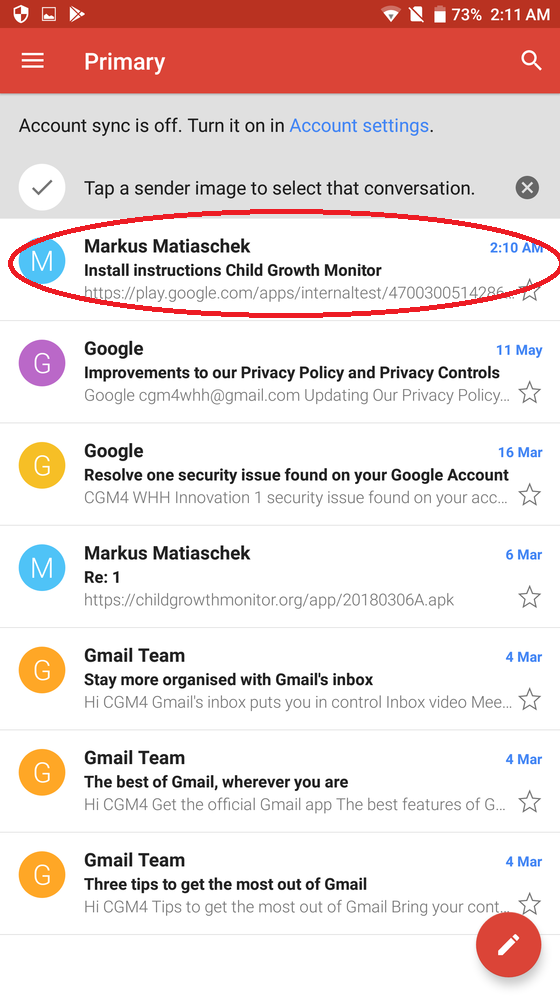 73% 2:11 AM
Primary
Account sync is off. Turn it on in Account settings.
Tap a sender image to select that conversation.
M
Markus Matiaschek
2:10 AM
Install instructions Child Growth Monitor
https://play.google.com/apps/internaltest/4700300514286...
G
Google
11 May
Improvements to our Privacy Policy and Privacy Controls
Google cgm4whh@gmail.com Updating Our Privacy Policy...
G
Google
16 Mar
Resolve one security issue found on your Google Account
CGM4 WHH Innovation 1 security issue found on your acc...
M
Markus Matiaschek
6 Mar
Re: 1
https://childgrowthmonitor.org/app/20180306A.apk
G
Gmail Team
4 Mar
Stay more organised with Gmail's inbox
Hi CGM4 Gmail's inbox puts you in control Inbox video Mee...
G
Gmail Team
4 Mar
The best of Gmail, wherever you are
Hi CGM4 Get the official Gmail app The best features of G...
G
Gmail Team
4 Mar
Three tips to get the most out of Gmail
Hi CGM4 Tips to get the most out of Gmail Bring your cont...